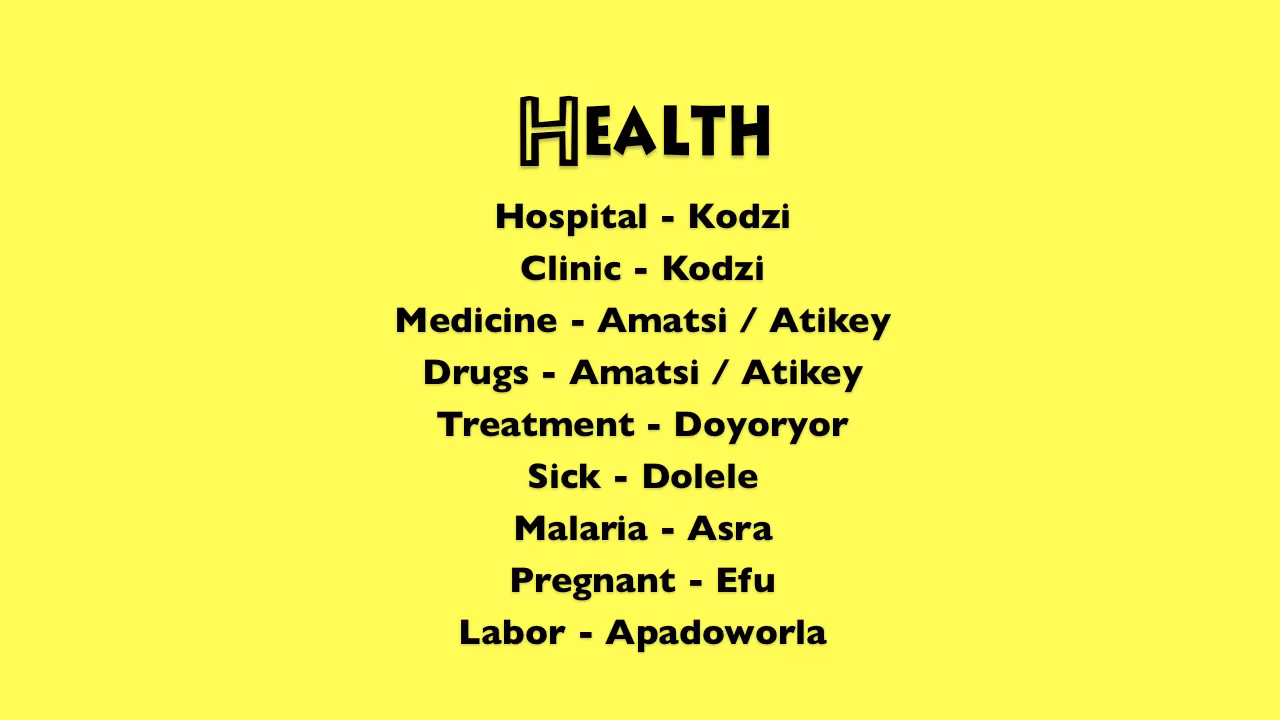 Health
Hospital - Kodzi
Clinic - Kodzi
Medicine - Amatsi / Atikey
Drugs - Amatsi / Atikey
Treatment - Doyoryor
Sick - Dolele
Malaria - Asra
Pregnant - Efu
Labor - Apadoworla